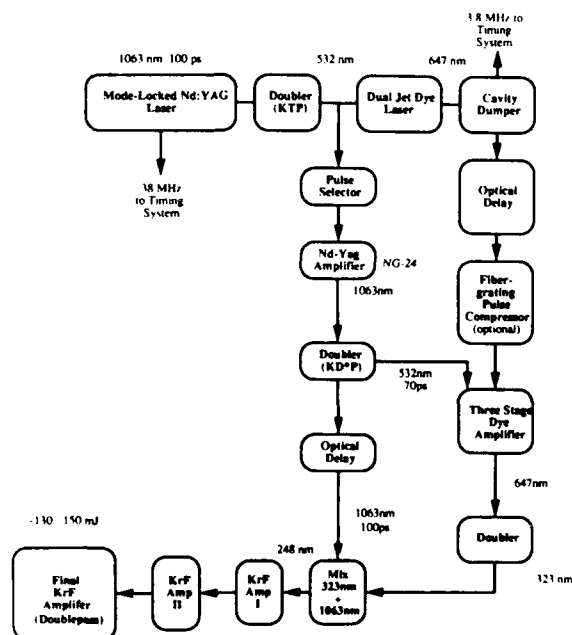 3.8 MHz to
Timing
System
1063 nm 100 ps
532 nm
647 nm
Mode-Locked Nd:YAG
Laser
Doubler
(KTP)
Dual Jet Dye
Laser
Cavity
Dumper
38 MHz
to Timing
System
Pulse
Selector
Optical
Delay
Nd-Yag
Amplifier
NG-24
1063nm
Fiber-
grating
Pulse
Compremor
(optional)
Doubler
(KD*P)
532nm
70ps
Three Stage
Dye
Amplifier
Optical
Delay
647nm
1063nm
100ps
-130 150 mJ
248 nm
Doubler
323 nm
Final
KrF
Amplifer
(Doublepass)
KrF
Amp
II
KrF
Amp
I
Mix
323nm
+
1063nm